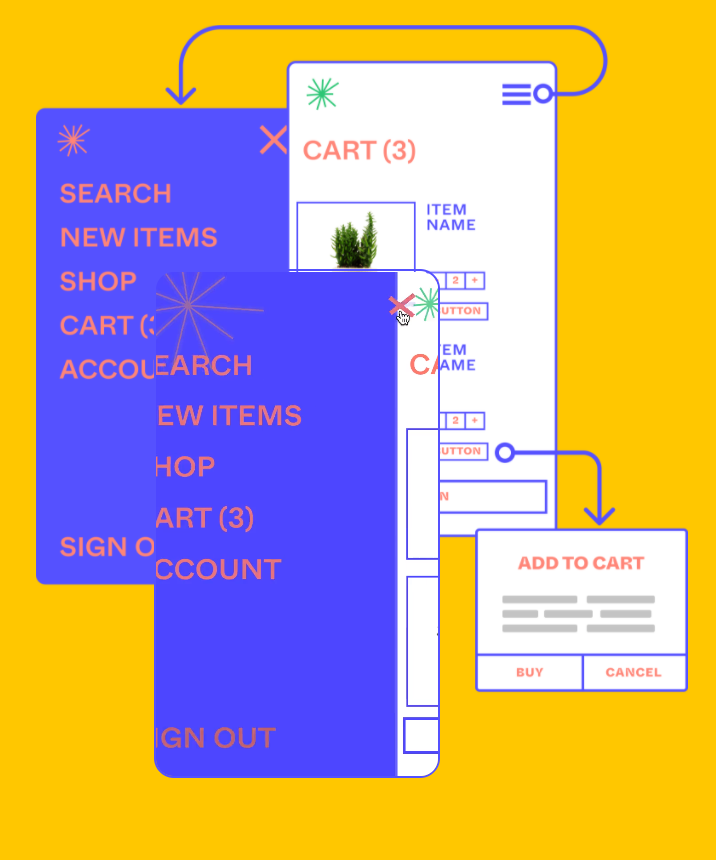 CART (3)
SEARCH
NEW ITEMS
SHOP
CART (3
ACCOU
SIGN O
ITEM
NAME
2 +
UTTON
EM
AME
2 +
UTTON
N
EARCH
EW ITEMS
HOP
ART (3)
CCOUNT
IGN OUT
CA
ADD TO CART
BUY
CANCEL